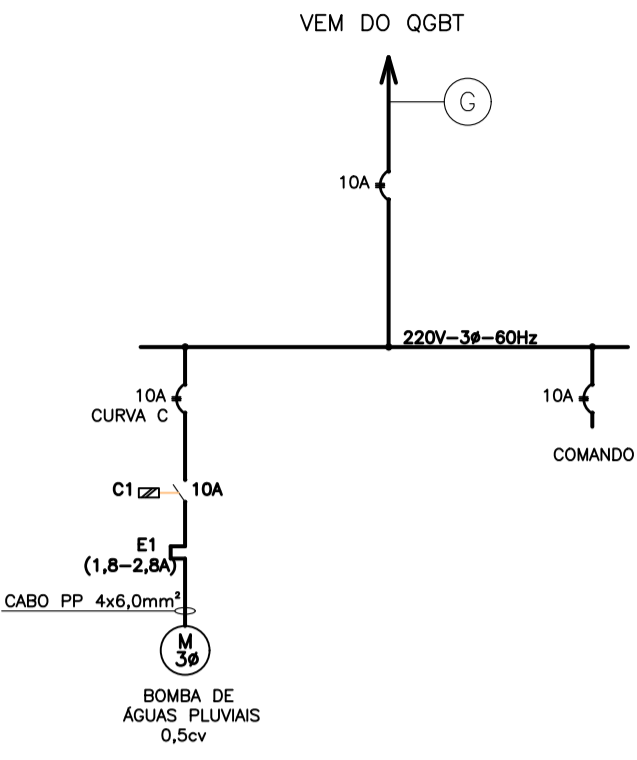 VEM DO QGBT
G
10A
220V-3ø-60Hz
10A
CURVA C
10A
COMANDO
C1
10A
E1
(1,8-2,8A)
CABO PP 4x6,0mm²
M
3ø
BOMBA DE
ÁGUAS PLUVIAIS
0,5cv